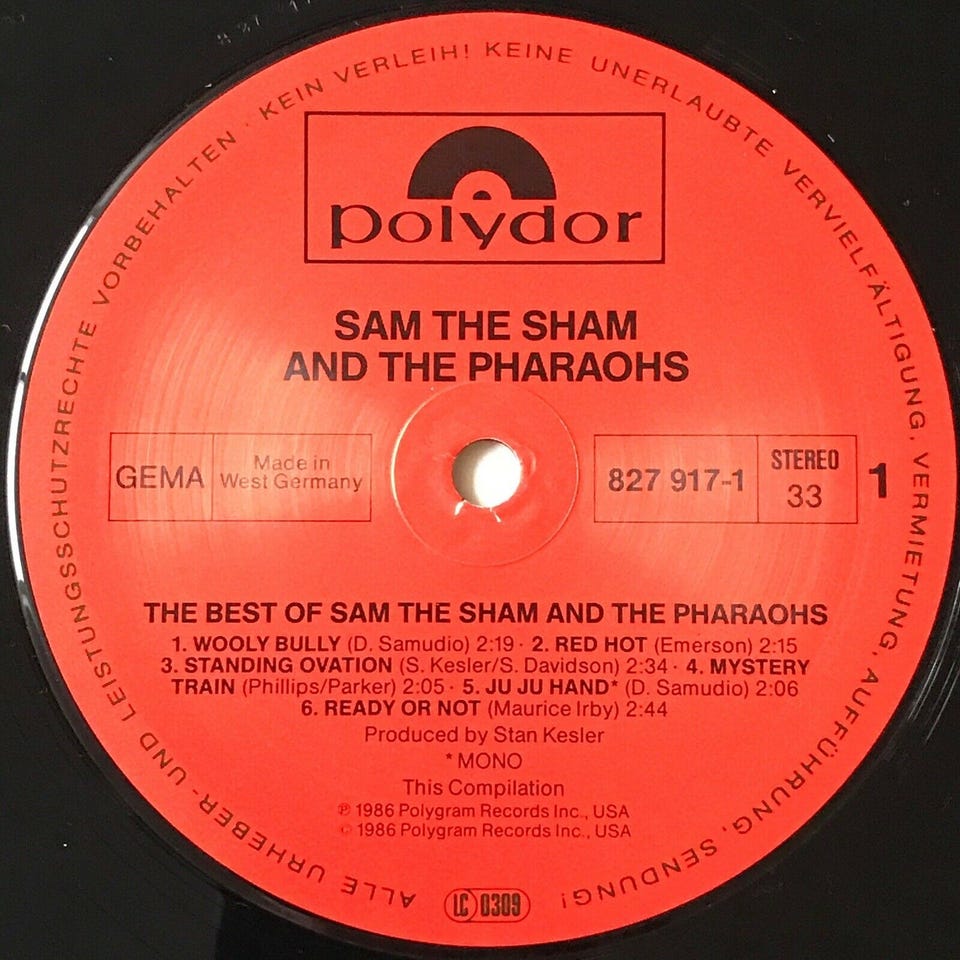 ALLE URHEBER- UND LEISTUNGSSCHUTZRECHTE VORBEHALTEN · KEIN VERLEIH! KEINE UNERLAUBTE VERVIELFÄLTIGUNG, VERMIETUNG, AUFFÜHRUNG, SENDUNG!
polydor
SAM THE SHAM
AND THE PHARAOHS
GEMA
Made in
West Germany
827 917-1
STEREO
33
1
THE BEST OF SAM THE SHAM AND THE PHARAOHS
1. WOOLY BULLY (D. Samudio) 2:19 · 2. RED HOT (Emerson) 2:15
3. STANDING OVATION (S. Kesler/S. Davidson) 2:34 · 4. MYSTERY
TRAIN (Phillips/Parker) 2:05 · 5. JU JU HAND* (D. Samudio) 2:06
6. READY OR NOT (Maurice Irby) 2:44
Produced by Stan Kesler
* MONO
This Compilation
℗ 1986 Polygram Records Inc., USA
© 1986 Polygram Records Inc., USA
LC 0309